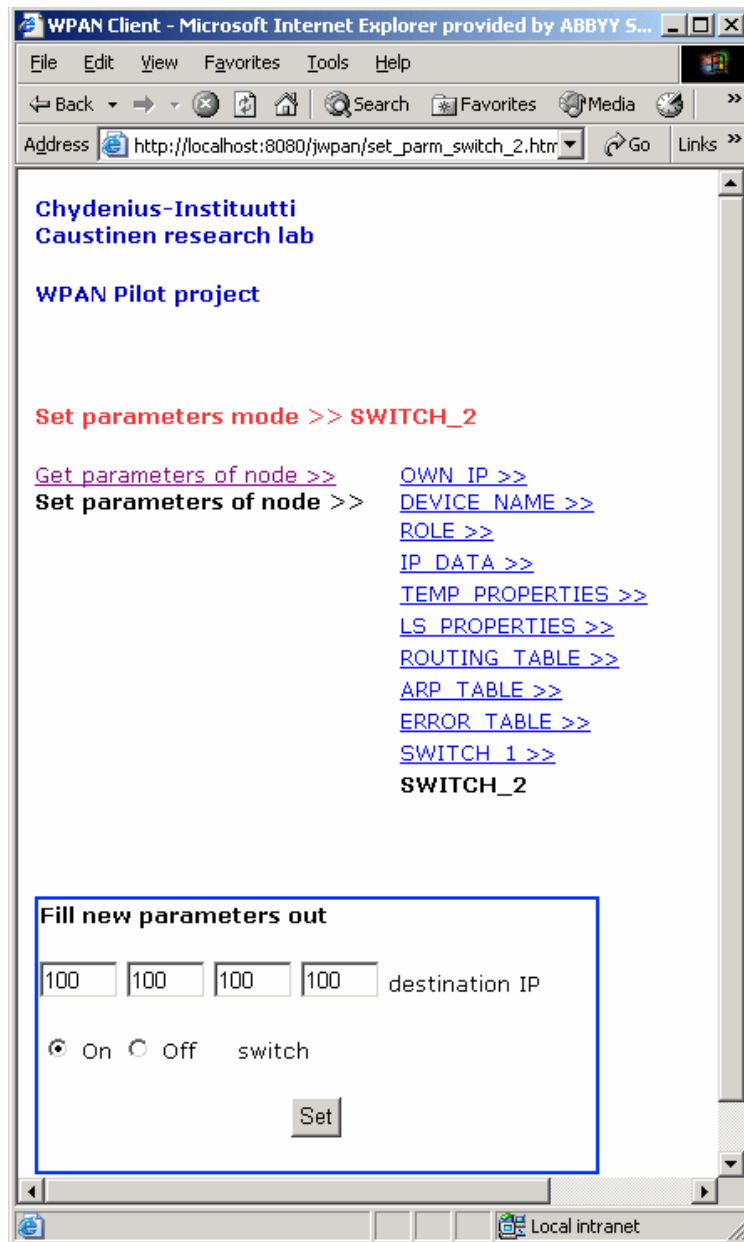 WPAN Client - Microsoft Internet Explorer provided by ABBYY S...
File Edit View Favorites Tools Help
Back Search Favorites Media »
Address http://localhost:8080/jwpan/set_parm_switch_2.htm Go Links »
Chydenius-Instituutti
Caustinen research lab
WPAN Pilot project
Set parameters mode >> SWITCH_2
Get parameters of node >> OWN_IP >>
Set parameters of node >> DEVICE_NAME >>
ROLE >>
IP_DATA >>
TEMP_PROPERTIES >>
LS_PROPERTIES >>
ROUTING_TABLE >>
ARP_TABLE >>
ERROR_TABLE >>
SWITCH_1 >>
SWITCH_2
Fill new parameters out
100 100 100 100 destination IP
On Off switch
Set
Local intranet